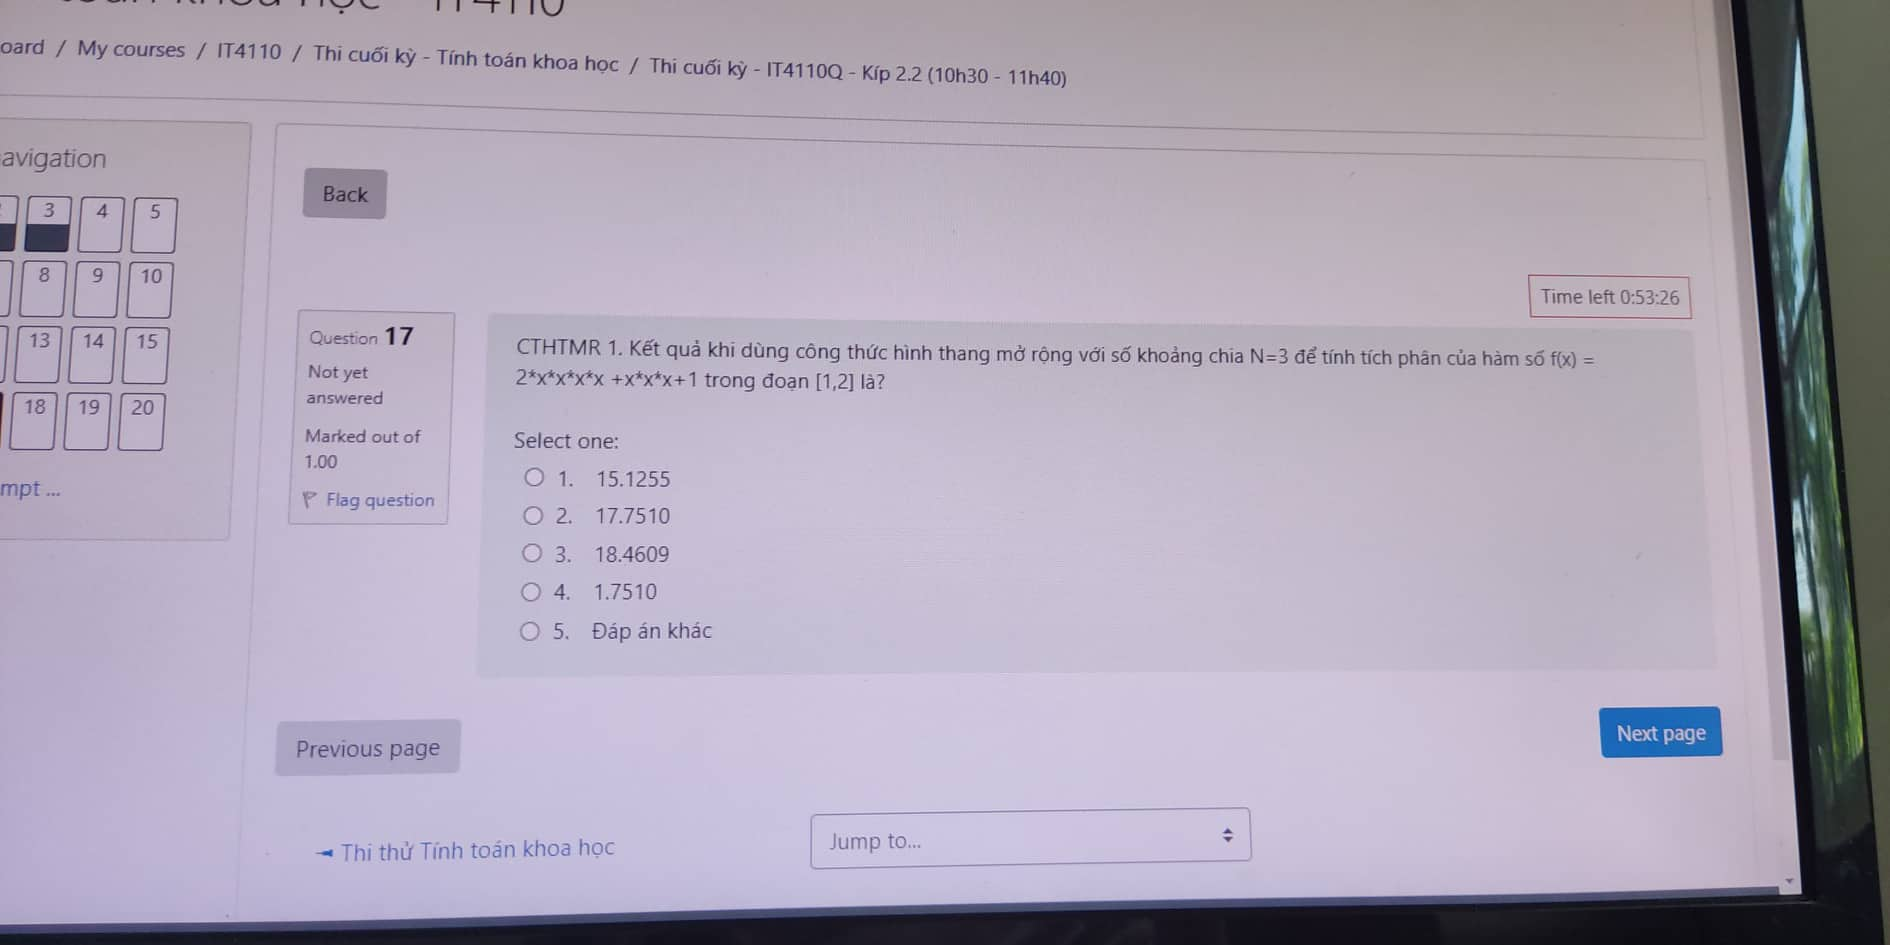 IT4110
oard / My courses / IT4110 / Thi cuối kỳ - Tính toán khoa học / Thi cuối kỳ - IT4110Q - Kíp 2.2 (10h30 - 11h40)
avigation
3 4 5
8 9 10
13 14 15
18 19 20
mpt ...
Back
Time left 0:53:26
Question 17
Not yet
answered
Marked out of
1.00
Flag question
CTHTMR 1. Kết quả khi dùng công thức hình thang mở rộng với số khoảng chia N=3 để tính tích phân của hàm số f(x) =
2*x*x*x*x +x*x*x+1 trong đoạn [1,2] là?
Select one:
1. 15.1255
2. 17.7510
3. 18.4609
4. 1.7510
5. Đáp án khác
Previous page
Next page
Thi thử Tính toán khoa học
Jump to...